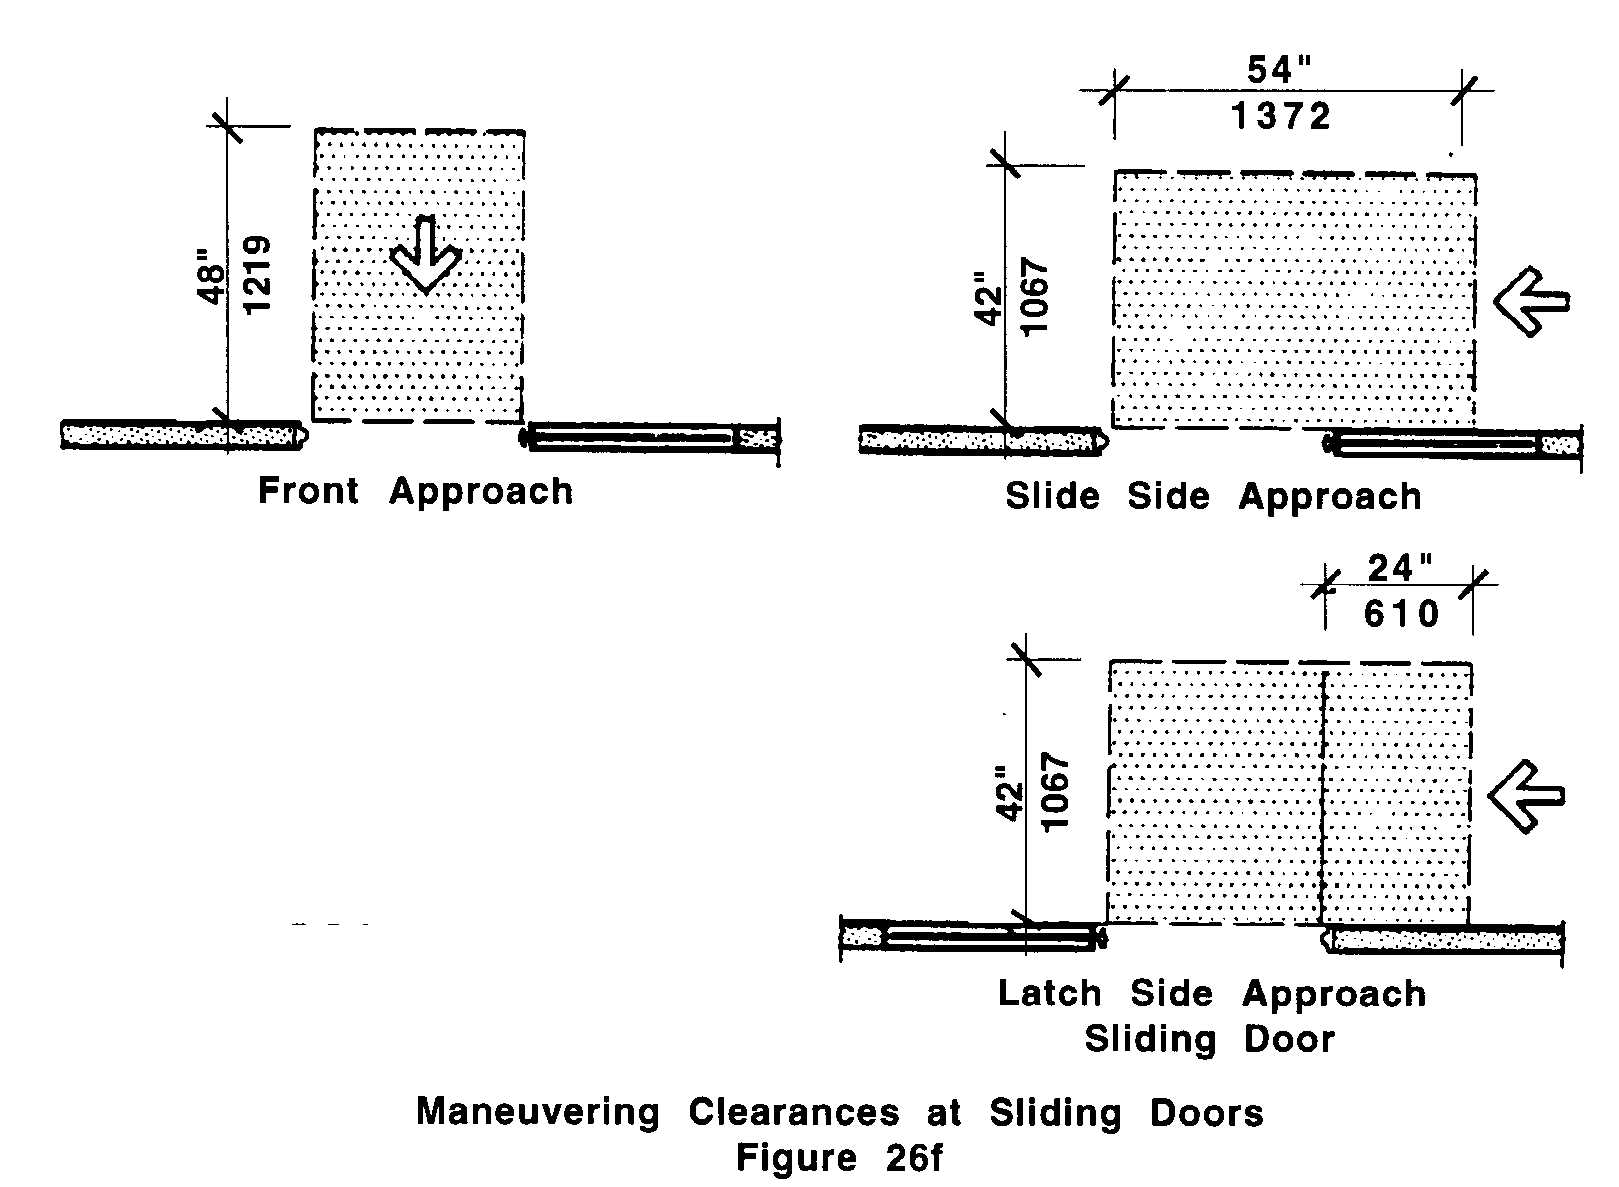 48"
1219
Front Approach
54"
1372
42"
1067
Slide Side Approach
24"
610
42"
1067
Latch Side Approach
Sliding Door
Maneuvering Clearances at Sliding Doors
Figure 26f